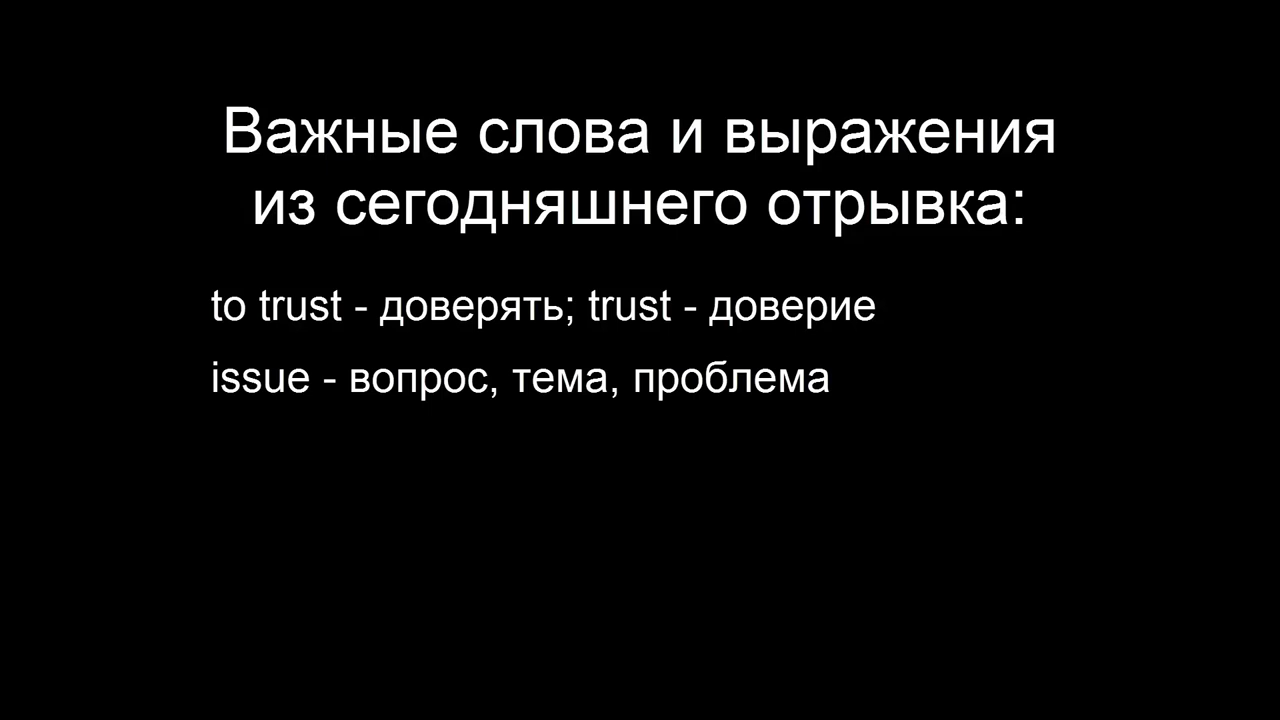 Важные слова и выражения
из сегодняшнего отрывка:
to trust - доверять; trust - доверие
issue - вопрос, тема, проблема